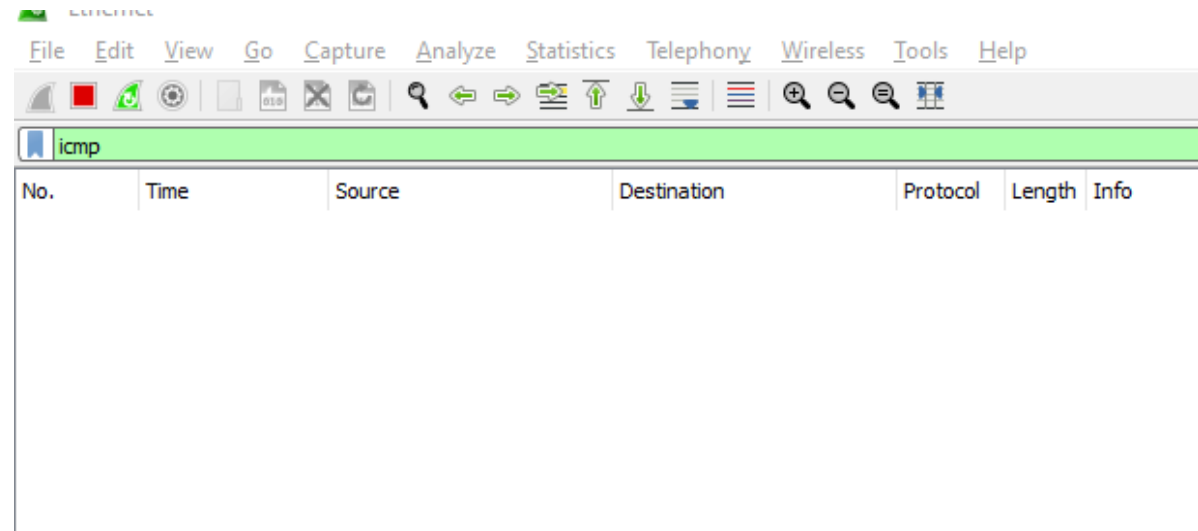 Ethernet
File Edit View Go Capture Analyze Statistics Telephony Wireless Tools Help
icmp
No. Time Source Destination Protocol Length Info